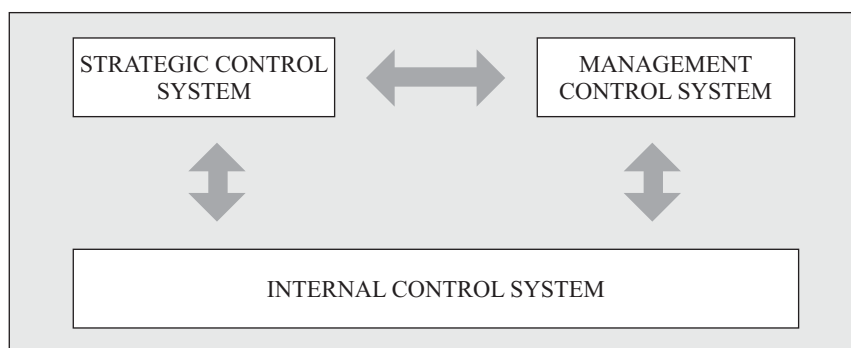 STRATEGIC CONTROL
SYSTEM
MANAGEMENT
CONTROL SYSTEM
INTERNAL CONTROL SYSTEM